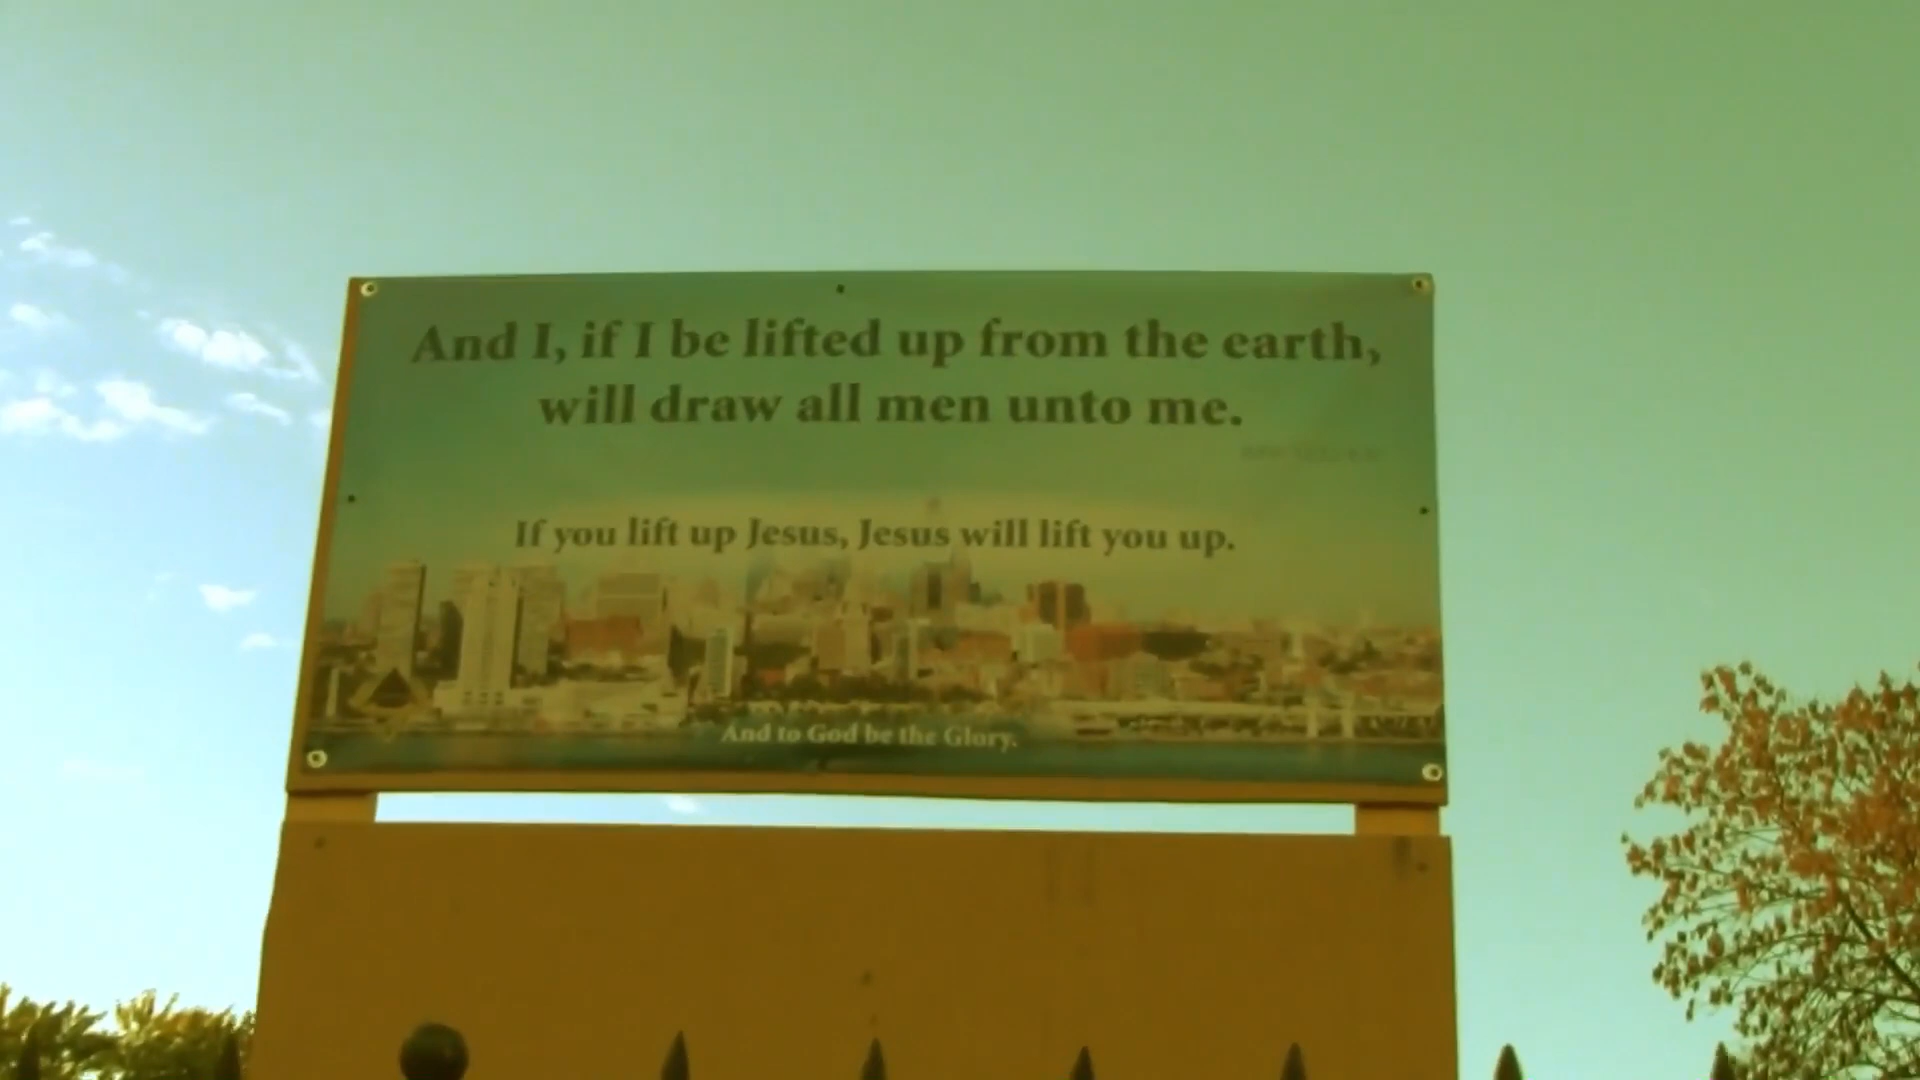 And I, if I be lifted up from the earth,
will draw all men unto me.
If you lift up Jesus, Jesus will lift you up.
And to God be the Glory.